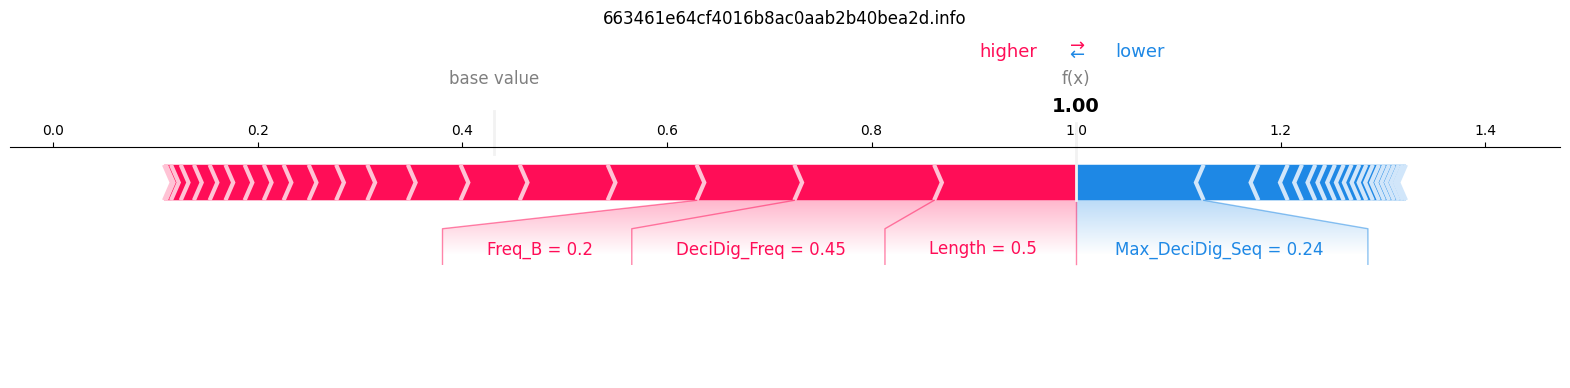 663461e64cf4016b8ac0aab2b40bea2d.info
higher ⇄ lower
base value f(x)
1.00
0.0 0.2 0.4 0.6 0.8 1.0 1.2 1.4
Freq_B = 0.2 DeciDig_Freq = 0.45 Length = 0.5 Max_DeciDig_Seq = 0.24